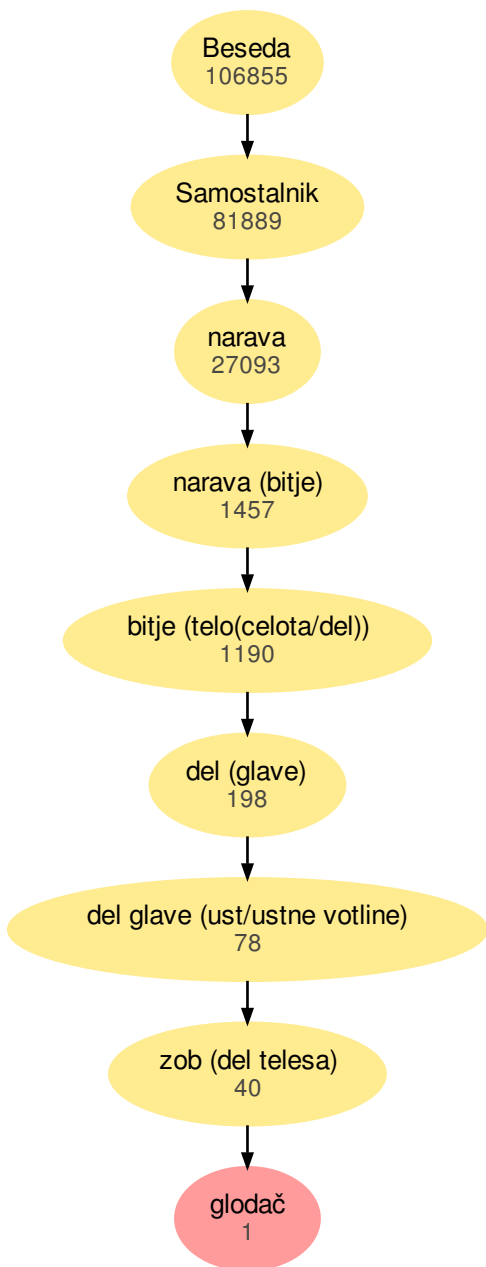 Beseda
106855
Samostalnik
81889
narava
27093
narava (bitje)
1457
bitje (telo(celota/del))
1190
del (glave)
198
del glave (ust/ustne votline)
78
zob (del telesa)
40
glodač
1